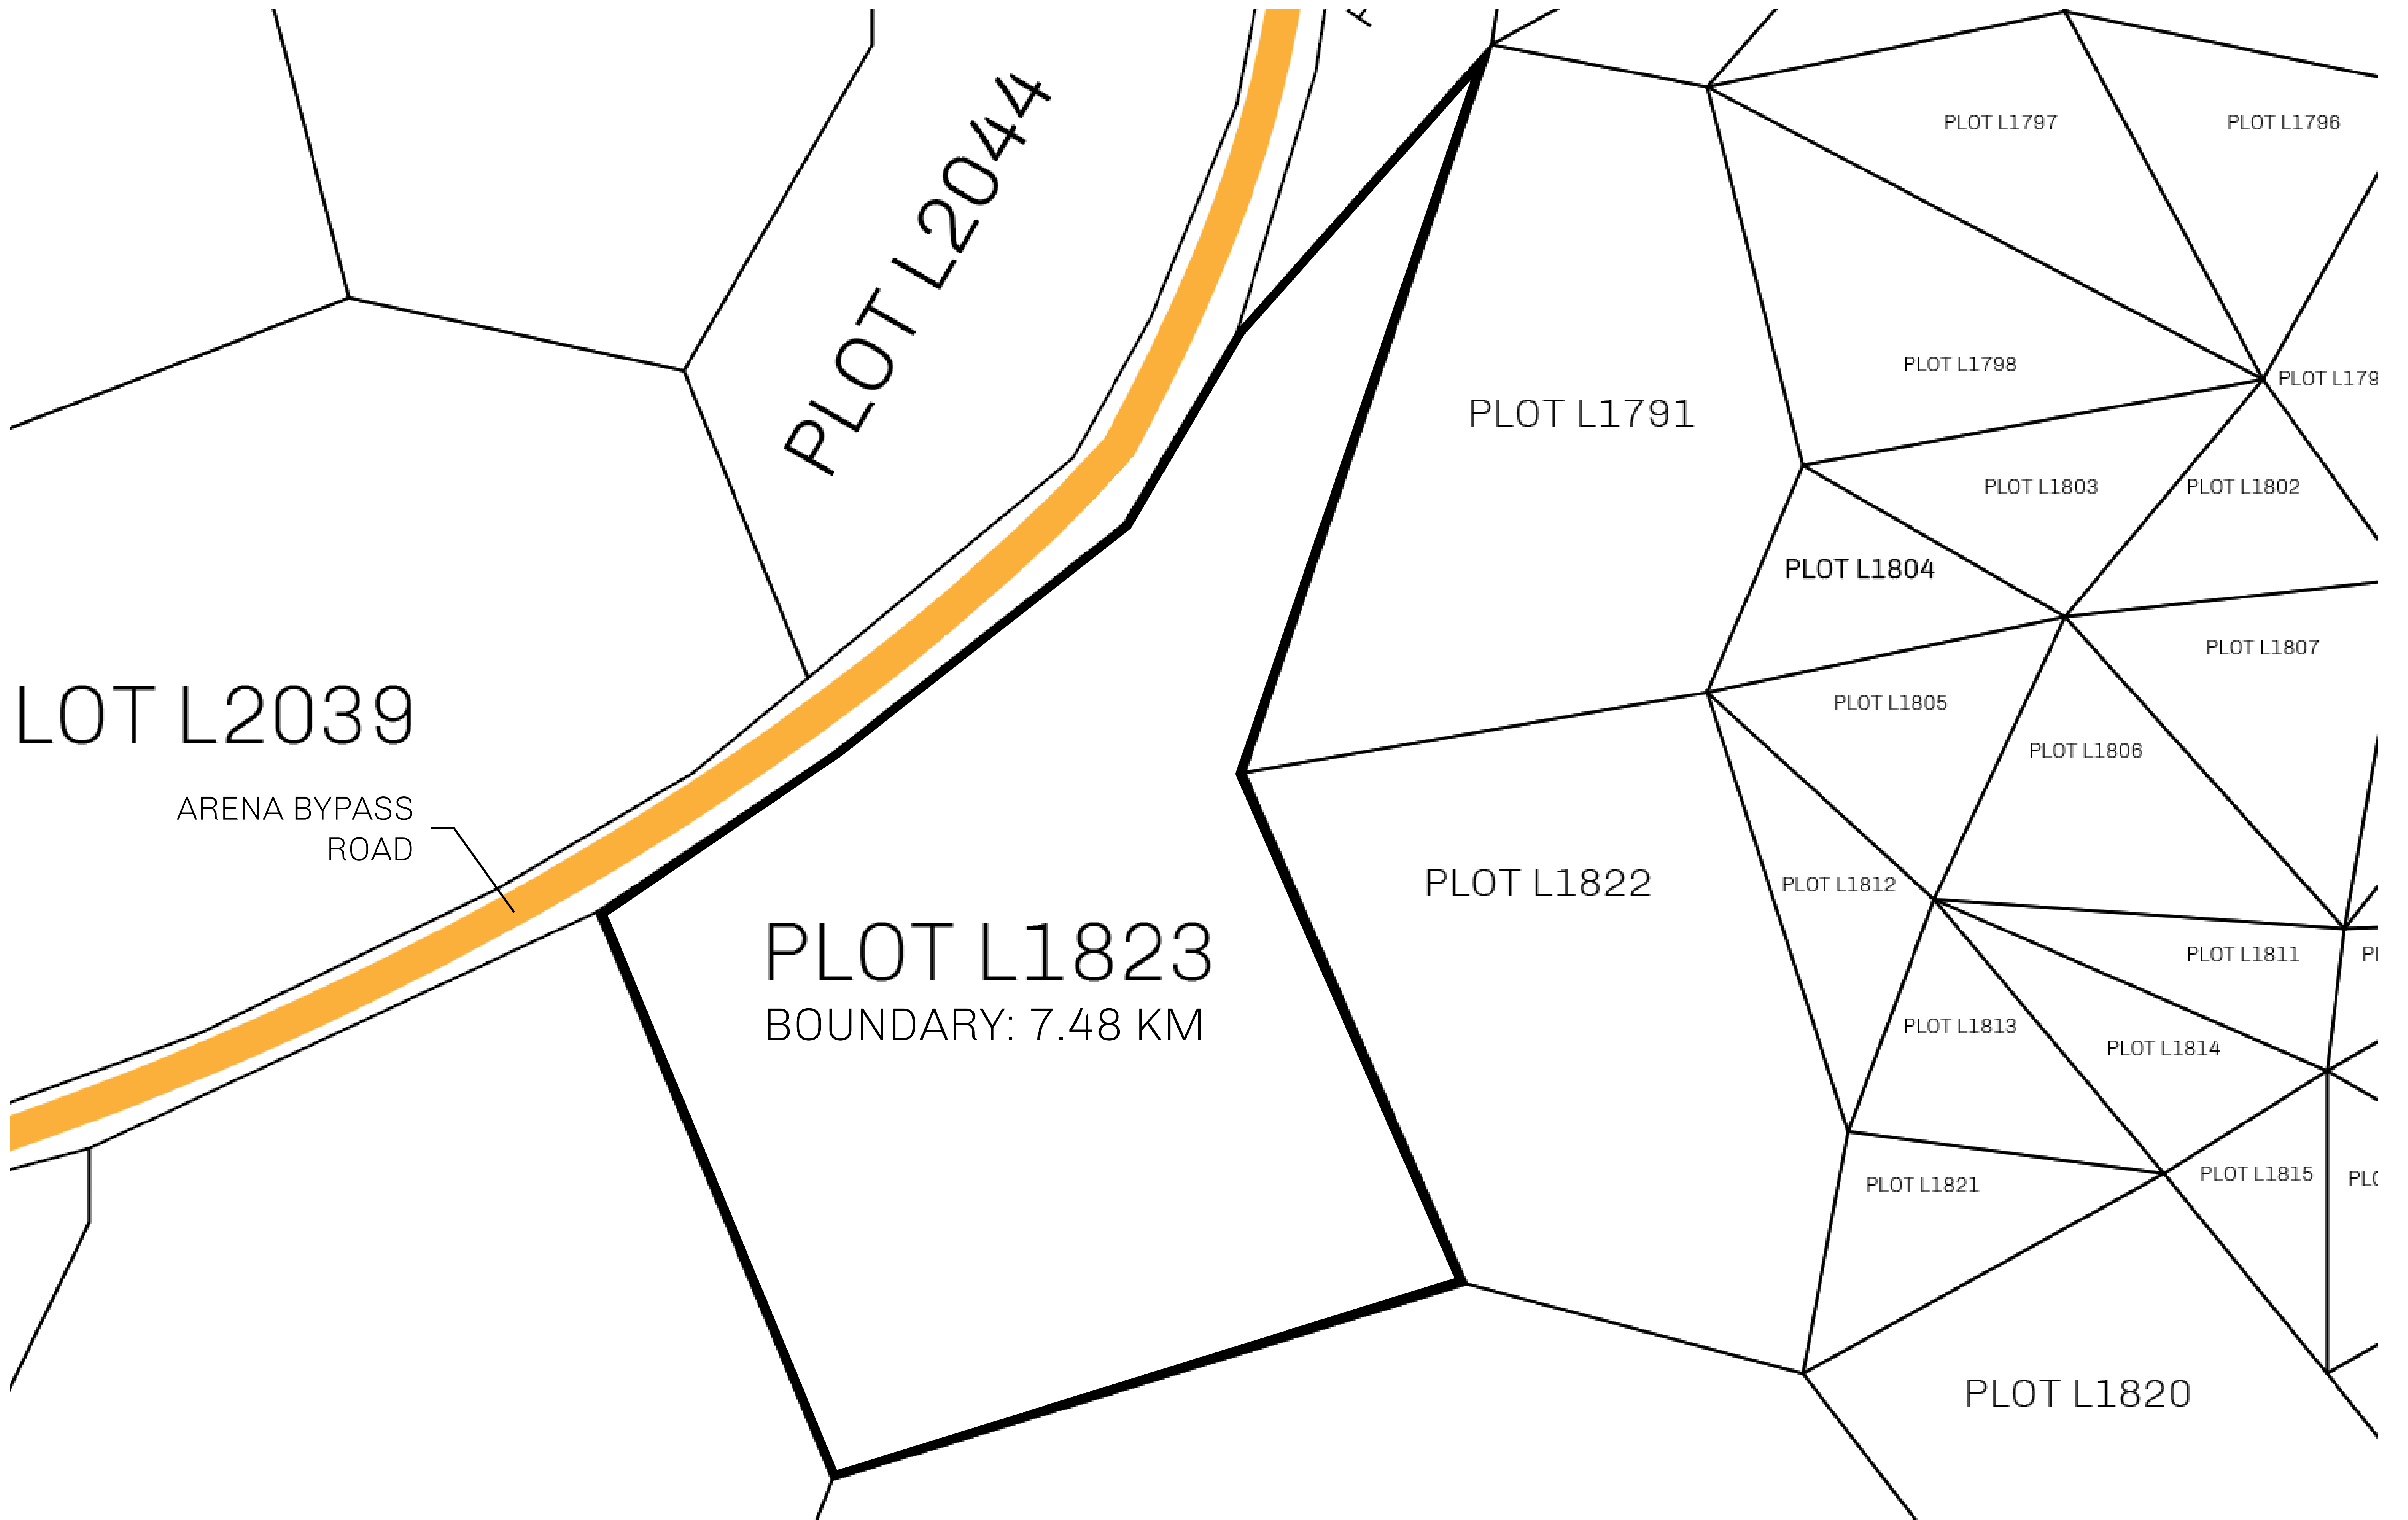 PLOT L2044
PLOT L1797
PLOT L1796
PLOT L1798
PLOT L179
PLOT L1791
PLOT L1803
PLOT L1802
PLOT L1804
PLOT L1807
LOT L2039
PLOT L1805
PLOT L1806
ARENA BYPASS
ROAD
PLOT L1822
PLOT L1812
PLOT L1823
BOUNDARY: 7.48 KM
PLOT L1811
PLOT L1813
PLOT L1814
PLOT L1815
PLOT L1821
PLOT L1820